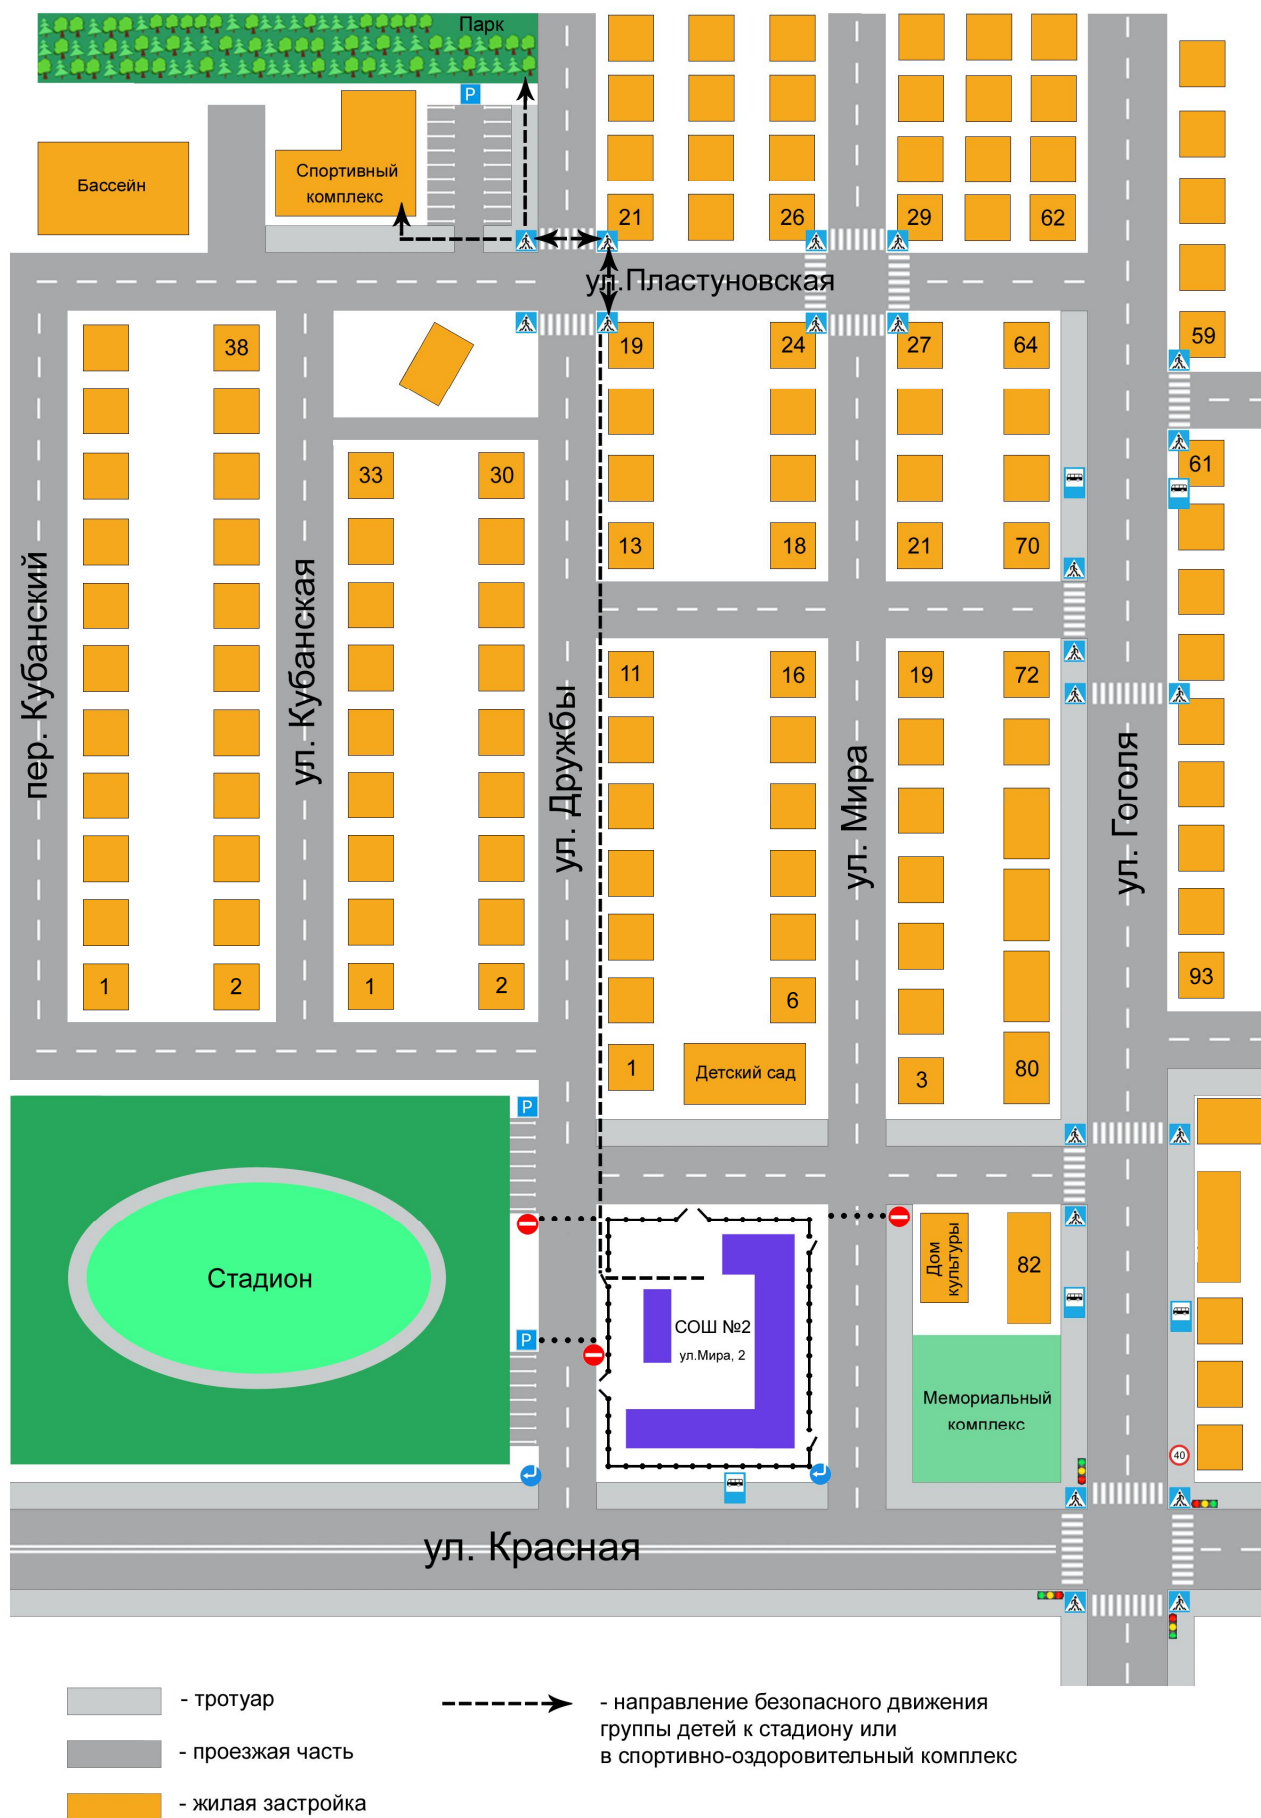 Парк
P
Бассейн
Спортивный
комплекс
21
26
29
62
ул.Пластуновская
38
19
24
27
64
59
33
30
61
13
18
21
70
пер. Кубанский
ул. Кубанская
ул. Дружбы
ул. Мира
ул. Гоголя
11
16
19
72
1
2
1
2
6
93
1
Детский сад
3
80
P
Стадион
P
СОШ №2
ул.Мира, 2
Дом
культуры
82
Мемориальный
комплекс
40
ул. Красная
- тротуар
- проезжая часть
- жилая застройка
- направление безопасного движения
группы детей к стадиону или
в спортивно-оздоровительный комплекс